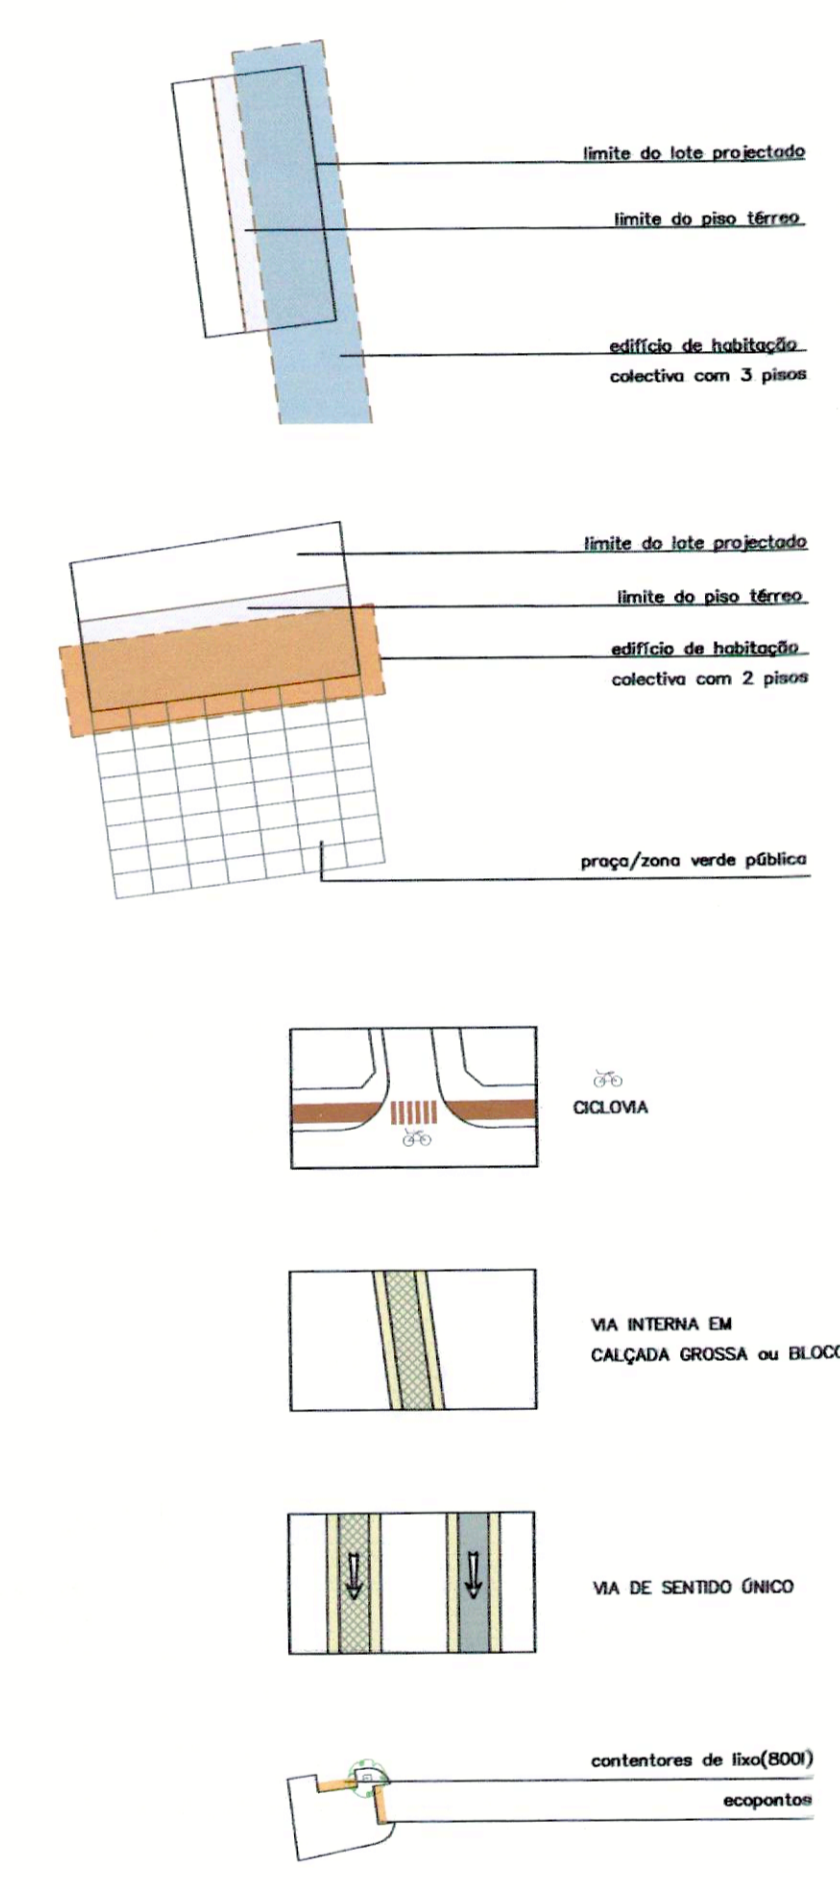 limite do lote projectado
limite do piso térreo
edifício de habitação
colectiva com 3 pisos
limite do lote projectado
limite do piso térreo
edifício de habitação
colectiva com 2 pisos
praça/zona verde pública
CICLOVIA
VIA INTERNA EM
CALÇADA GROSSA ou BLOCO
VIA DE SENTIDO ÚNICO
contentores de lixo(800l)
ecopontos